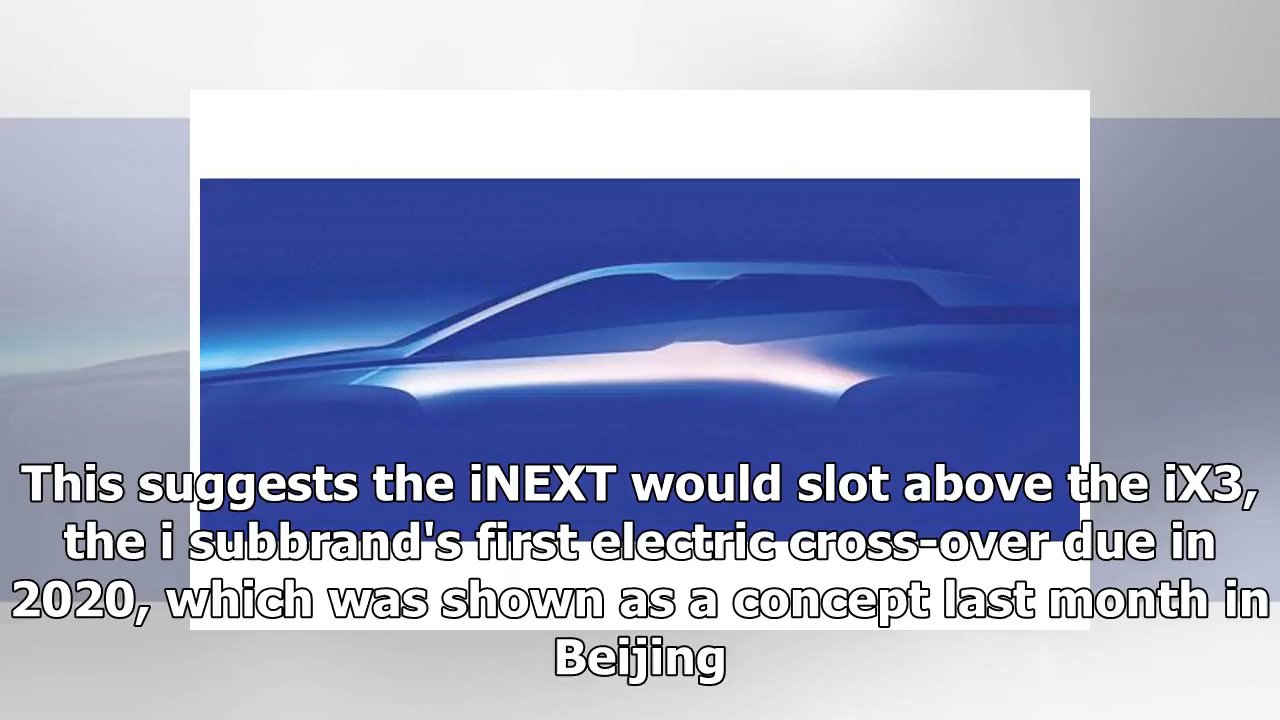 This suggests the iNEXT would slot above the iX3,
the i subbrand's first electric cross-over due in
2020, which was shown as a concept last month in
Beijing